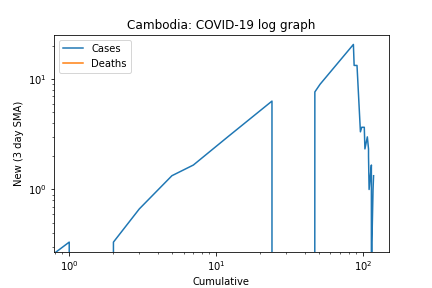 Cambodia: COVID-19 log graph
Cases
Deaths
New (3 day SMA)
10¹
10⁰
10⁰ 10¹ 10²
Cumulative